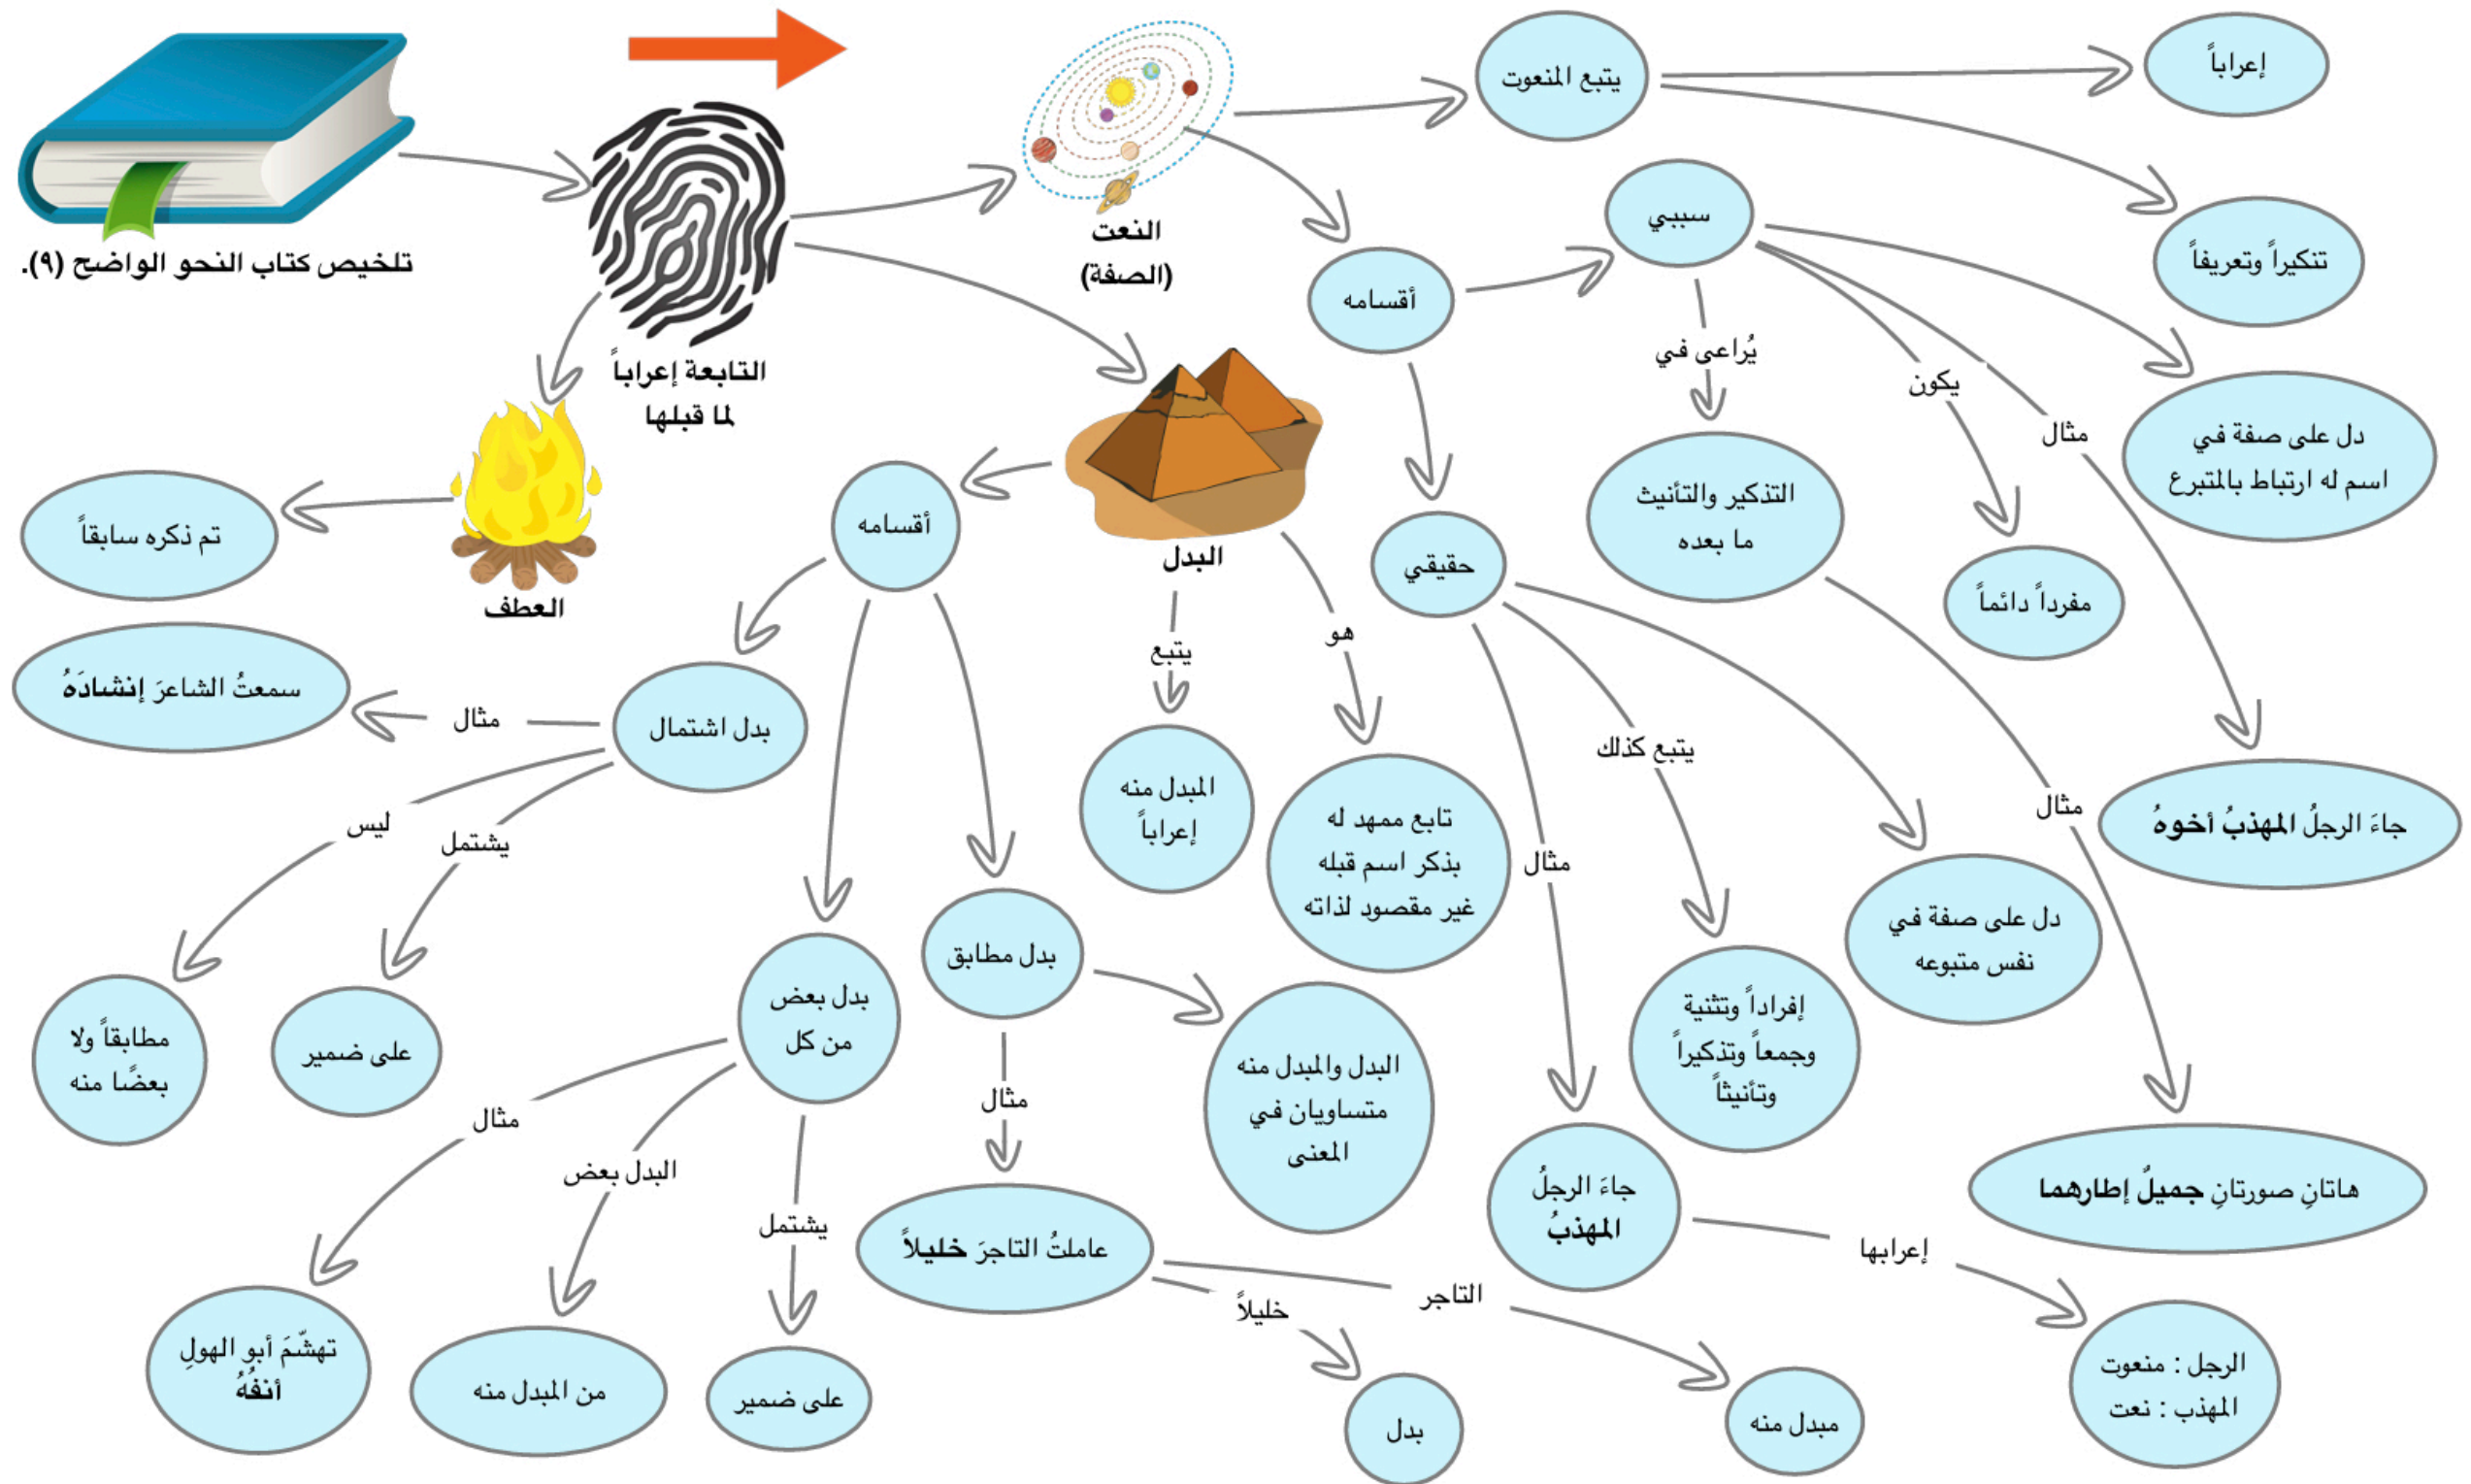 تلخيص كتاب النحو الواضح (٩).
التابعة إعراباً
لما قبلها
النعت
(الصفة)
يتبع المنعوت
إعراباً
تنكيراً وتعريفاً
أقسامه
سببي
دل على صفة في
اسم له ارتباط بالمتبرع
يكون
مفرداً دائماً
مثال
جاءَ الرجلُ المهذبُ أخوهُ
يُراعى في
التذكير والتأنيث
ما بعده
مثال
هاتانِ صورتانِ جميلٌ إطارهما
حقيقي
دل على صفة في
نفس متبوعه
يتبع كذلك
إفراداً وتثنية
وجمعاً وتذكيراً
وتأنيثاً
مثال
جاءَ الرجلُ
المهذبُ
إعرابها
الرجل : منعوت
المهذب : نعت
البدل
هو
تابع ممهد له
بذكر اسم قبله
غير مقصود لذاته
يتبع
المبدل منه
إعراباً
أقسامه
بدل مطابق
البدل والمبدل منه
متساويان في
المعنى
مثال
عاملتُ التاجرَ خليلاً
التاجر
مبدل منه
خليلاً
بدل
بدل بعض
من كل
يشتمل
على ضمير
البدل بعض
من المبدل منه
مثال
تهشّمَ أبو الهولِ
أنفُهُ
بدل اشتمال
مثال
سمعتُ الشاعرَ إنشادَهُ
يشتمل
على ضمير
ليس
مطابقاً ولا
بعضًا منه
العطف
تم ذكره سابقاً